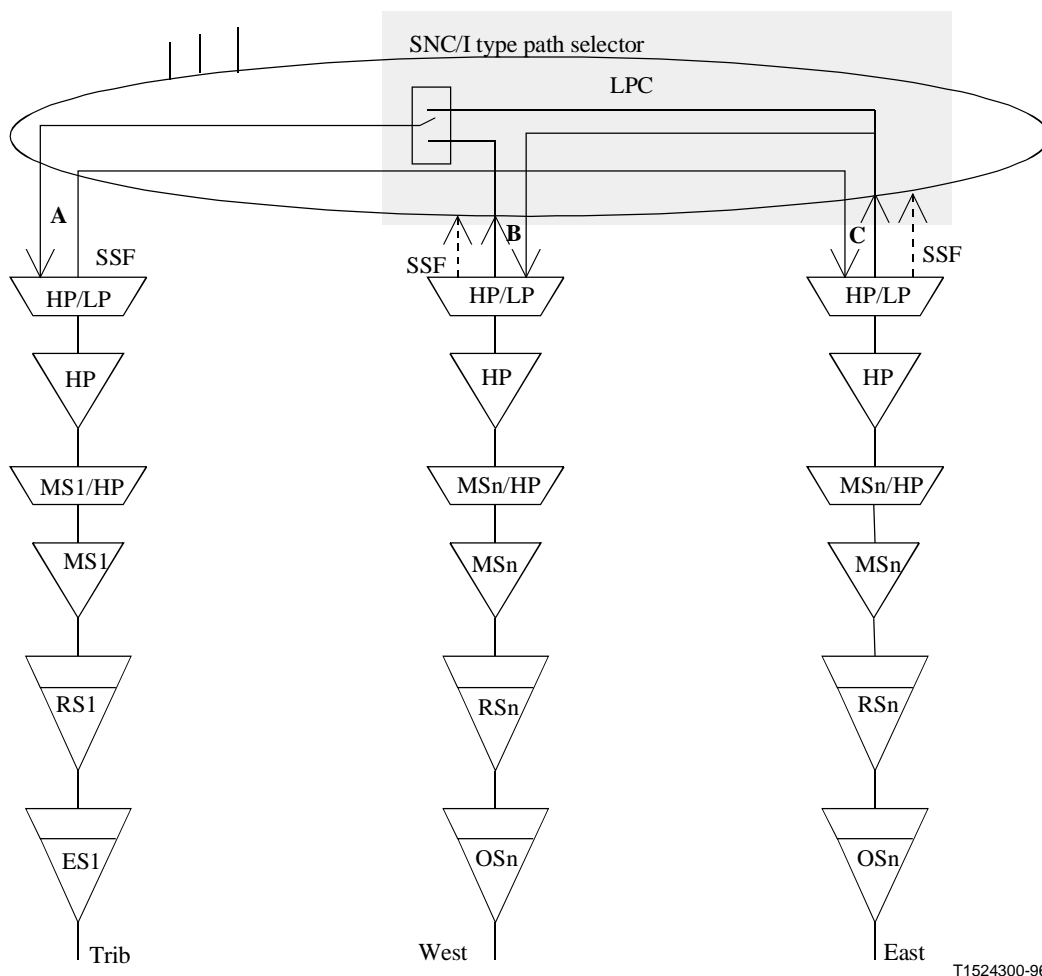 SNC/I type path selector
LPC
A
B
C
SSF
SSF
SSF
HP/LP
HP/LP
HP/LP
HP
HP
HP
MS1/HP
MSn/HP
MSn/HP
MS1
MSn
MSn
RS1
RSn
RSn
ES1
OSn
OSn
Trib
West
East
T1524300-96